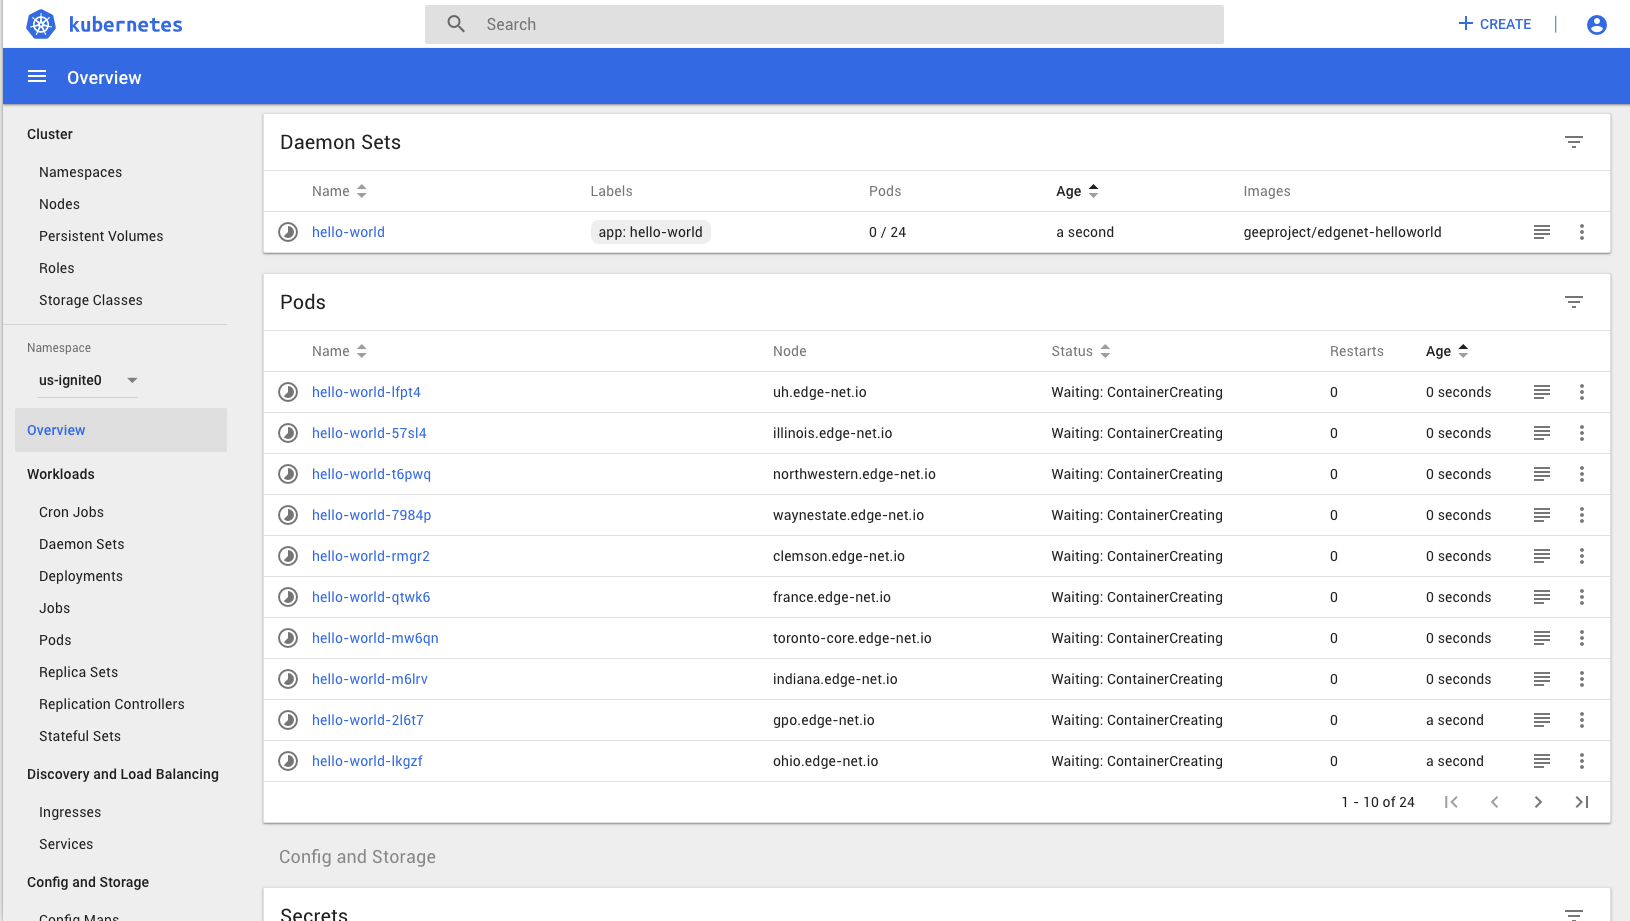 kubernetes
Search
CREATE
Overview
Cluster
Namespaces
Nodes
Persistent Volumes
Roles
Storage Classes
Namespace
us-ignite0
Overview
Workloads
Cron Jobs
Daemon Sets
Deployments
Jobs
Pods
Replica Sets
Replication Controllers
Stateful Sets
Discovery and Load Balancing
Ingresses
Services
Config and Storage
Config Maps
Daemon Sets
Name Labels Pods Age Images
hello-world app: hello-world 0 / 24 a second geeproject/edgenet-helloworld
Pods
Name Node Status Restarts Age
hello-world-lfpt4 uh.edge-net.io Waiting: ContainerCreating 0 0 seconds
hello-world-57sl4 illinois.edge-net.io Waiting: ContainerCreating 0 0 seconds
hello-world-t6pwq northwestern.edge-net.io Waiting: ContainerCreating 0 0 seconds
hello-world-7984p waynestate.edge-net.io Waiting: ContainerCreating 0 0 seconds
hello-world-rmgr2 clemson.edge-net.io Waiting: ContainerCreating 0 0 seconds
hello-world-qtwk6 france.edge-net.io Waiting: ContainerCreating 0 0 seconds
hello-world-mw6qn toronto-core.edge-net.io Waiting: ContainerCreating 0 0 seconds
hello-world-m6lrv indiana.edge-net.io Waiting: ContainerCreating 0 0 seconds
hello-world-2l6t7 gpo.edge-net.io Waiting: ContainerCreating 0 a second
hello-world-lkgzf ohio.edge-net.io Waiting: ContainerCreating 0 a second
1 - 10 of 24
Config and Storage
Secrets